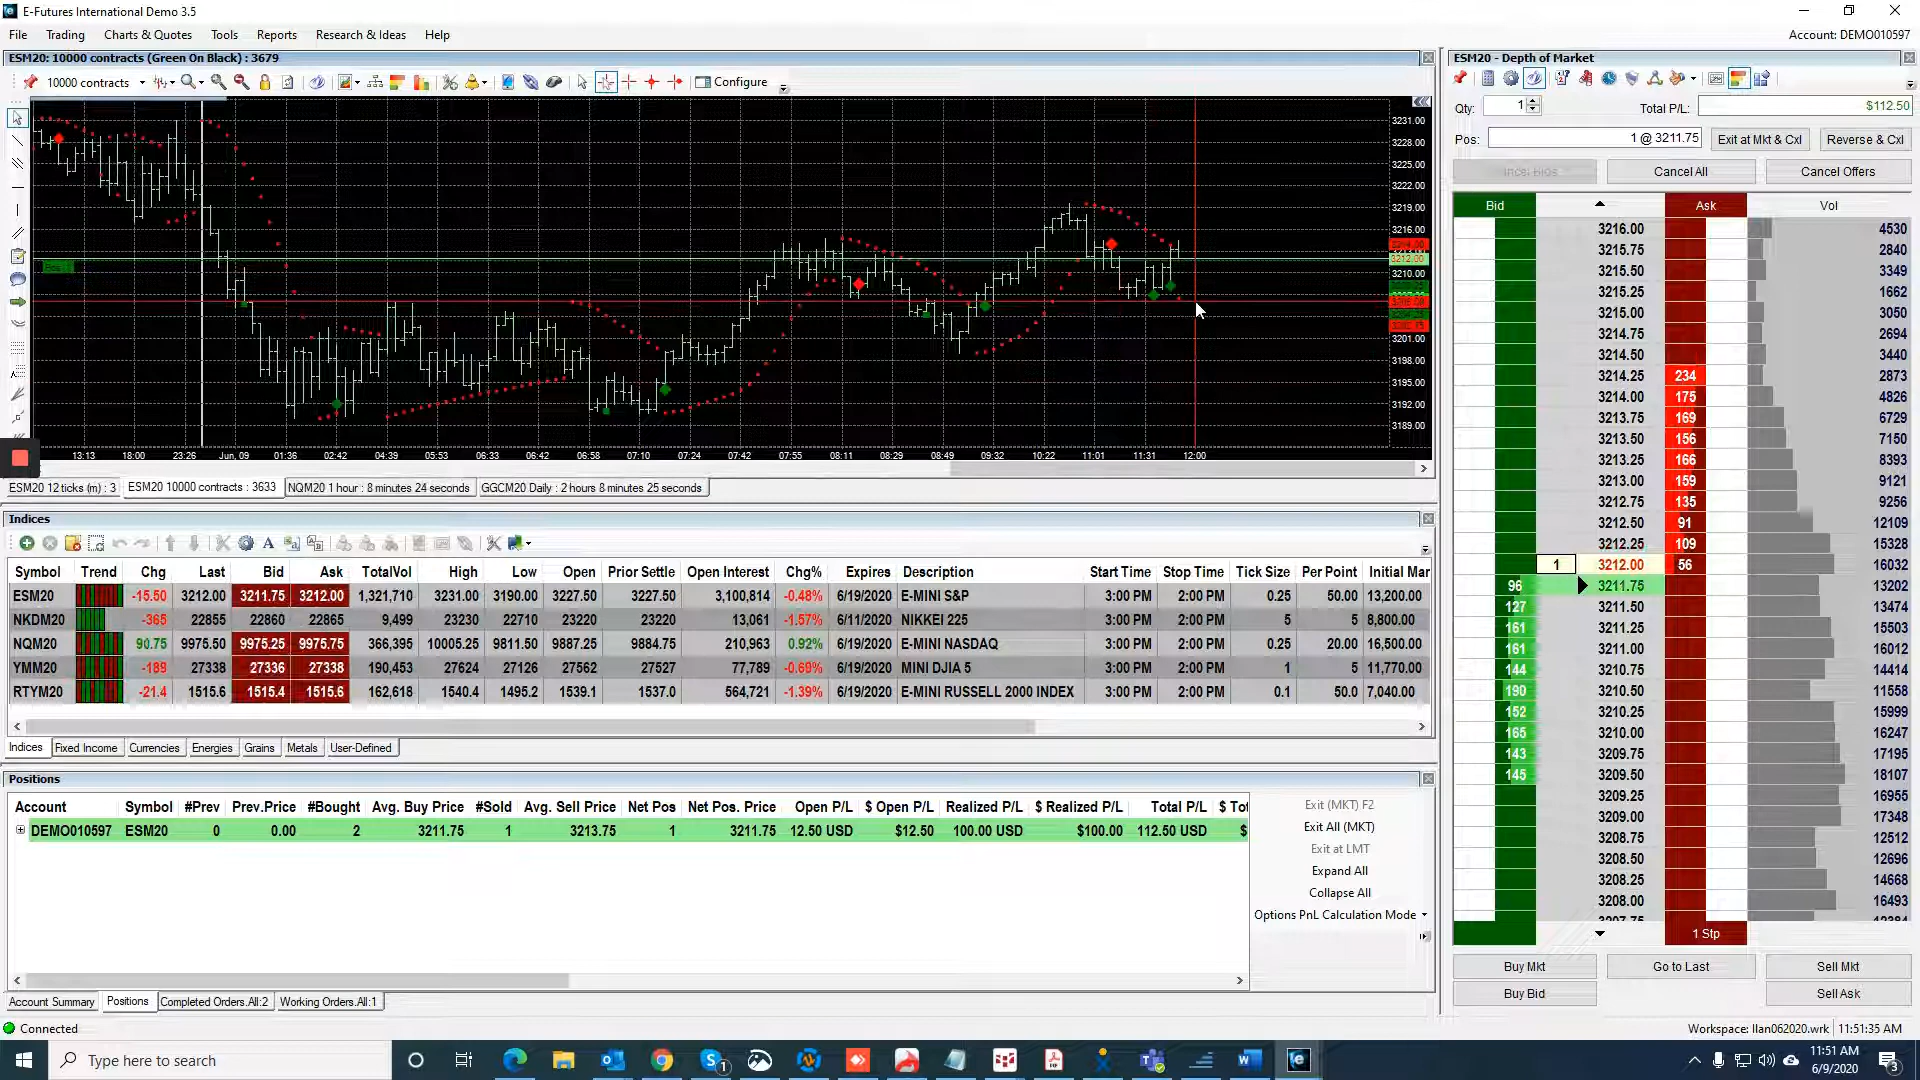 E-Futures International Demo 3.5
File Trading Charts & Quotes Tools Reports Research & Ideas Help Account: DEMO010597
ESM20: 10000 contracts (Green On Black) : 3679
10000 contracts Configure
3231.00
3228.00
3225.00
3222.00
3219.00
3216.00
3212.00
3210.00
3201.00
3198.00
3195.00
3192.00
3189.00
13:13 18:00 23:26 Jun, 09 01:36 02:42 04:39 05:53 06:33 06:42 06:58 07:10 07:24 07:42 07:55 08:11 08:29 08:49 09:32 10:22 11:01 11:31 12:00
ESM20 12 ticks (m) : 3 ESM20 10000 contracts : 3633 NQM20 1 hour : 8 minutes 24 seconds GGCM20 Daily : 2 hours 8 minutes 25 seconds
Indices
Symbol Trend Chg Last Bid Ask TotalVol High Low Open Prior Settle Open Interest Chg% Expires Description Start Time Stop Time Tick Size Per Point Initial Mar
ESM20 -15.50 3212.00 3211.75 3212.00 1,321,710 3231.00 3190.00 3227.50 3227.50 3,100,814 -0.48% 6/19/2020 E-MINI S&P 3:00 PM 2:00 PM 0.25 50.00 13,200.00
NKDM20 -365 22855 22860 22865 9,499 23230 22710 23220 23220 13,061 -1.57% 6/11/2020 NIKKEI 225 3:00 PM 2:00 PM 5 5 8,800.00
NQM20 90.75 9975.50 9975.25 9975.75 366,395 10005.25 9811.50 9887.25 9884.75 210,963 0.92% 6/19/2020 E-MINI NASDAQ 3:00 PM 2:00 PM 0.25 20.00 16,500.00
YMM20 -189 27338 27336 27338 190,453 27624 27126 27562 27527 77,789 -0.69% 6/19/2020 MINI DJIA 5 3:00 PM 2:00 PM 1 5 11,770.00
RTYM20 -21.4 1515.6 1515.4 1515.6 162,618 1540.4 1495.2 1539.1 1537.0 564,721 -1.39% 6/19/2020 E-MINI RUSSELL 2000 INDEX 3:00 PM 2:00 PM 0.1 50.0 7,040.00
Indices Fixed Income Currencies Energies Grains Metals User-Defined
Positions
Account Symbol #Prev Prev.Price #Bought Avg. Buy Price #Sold Avg. Sell Price Net Pos Net Pos. Price Open P/L $ Open P/L Realized P/L $ Realized P/L Total P/L $ Tot
DEMO010597 ESM20 0 0.00 2 3211.75 1 3213.75 1 3211.75 12.50 USD $12.50 100.00 USD $100.00 112.50 USD $
Exit (MKT) F2
Exit All (MKT)
Exit at LMT
Expand All
Collapse All
Options PnL Calculation Mode
Account Summary Positions Completed Orders.All:2 Working Orders.All:1
Connected
ESM20 - Depth of Market
Qty: 1 Total P/L: $112.50
Pos: 1 @ 3211.75 Exit at Mkt & Cxl Reverse & Cxl
Cancel All Cancel Offers
Bid Ask Vol
3216.00 4530
3215.75 2840
3215.50 3349
3215.25 1662
3215.00 3050
3214.75 2694
3214.50 3440
3214.25 234 2873
3214.00 175 4826
3213.75 169 6729
3213.50 156 7150
3213.25 166 8393
3213.00 159 9121
3212.75 135 9256
3212.50 91 12109
3212.25 109 15328
1 3212.00 56 16032
96 3211.75 13202
127 3211.50 13474
161 3211.25 15503
161 3211.00 16012
144 3210.75 14414
190 3210.50 11558
152 3210.25 15999
165 3210.00 16247
143 3209.75 17195
145 3209.50 18107
3209.25 16955
3209.00 17348
3208.75 12512
3208.50 12696
3208.25 14668
3208.00 16493
1 Stp
Buy Mkt Go to Last Sell Mkt
Buy Bid Sell Ask
Workspace: Ilan062020.wrk 11:51:35 AM
Type here to search
11:51 AM
6/9/2020